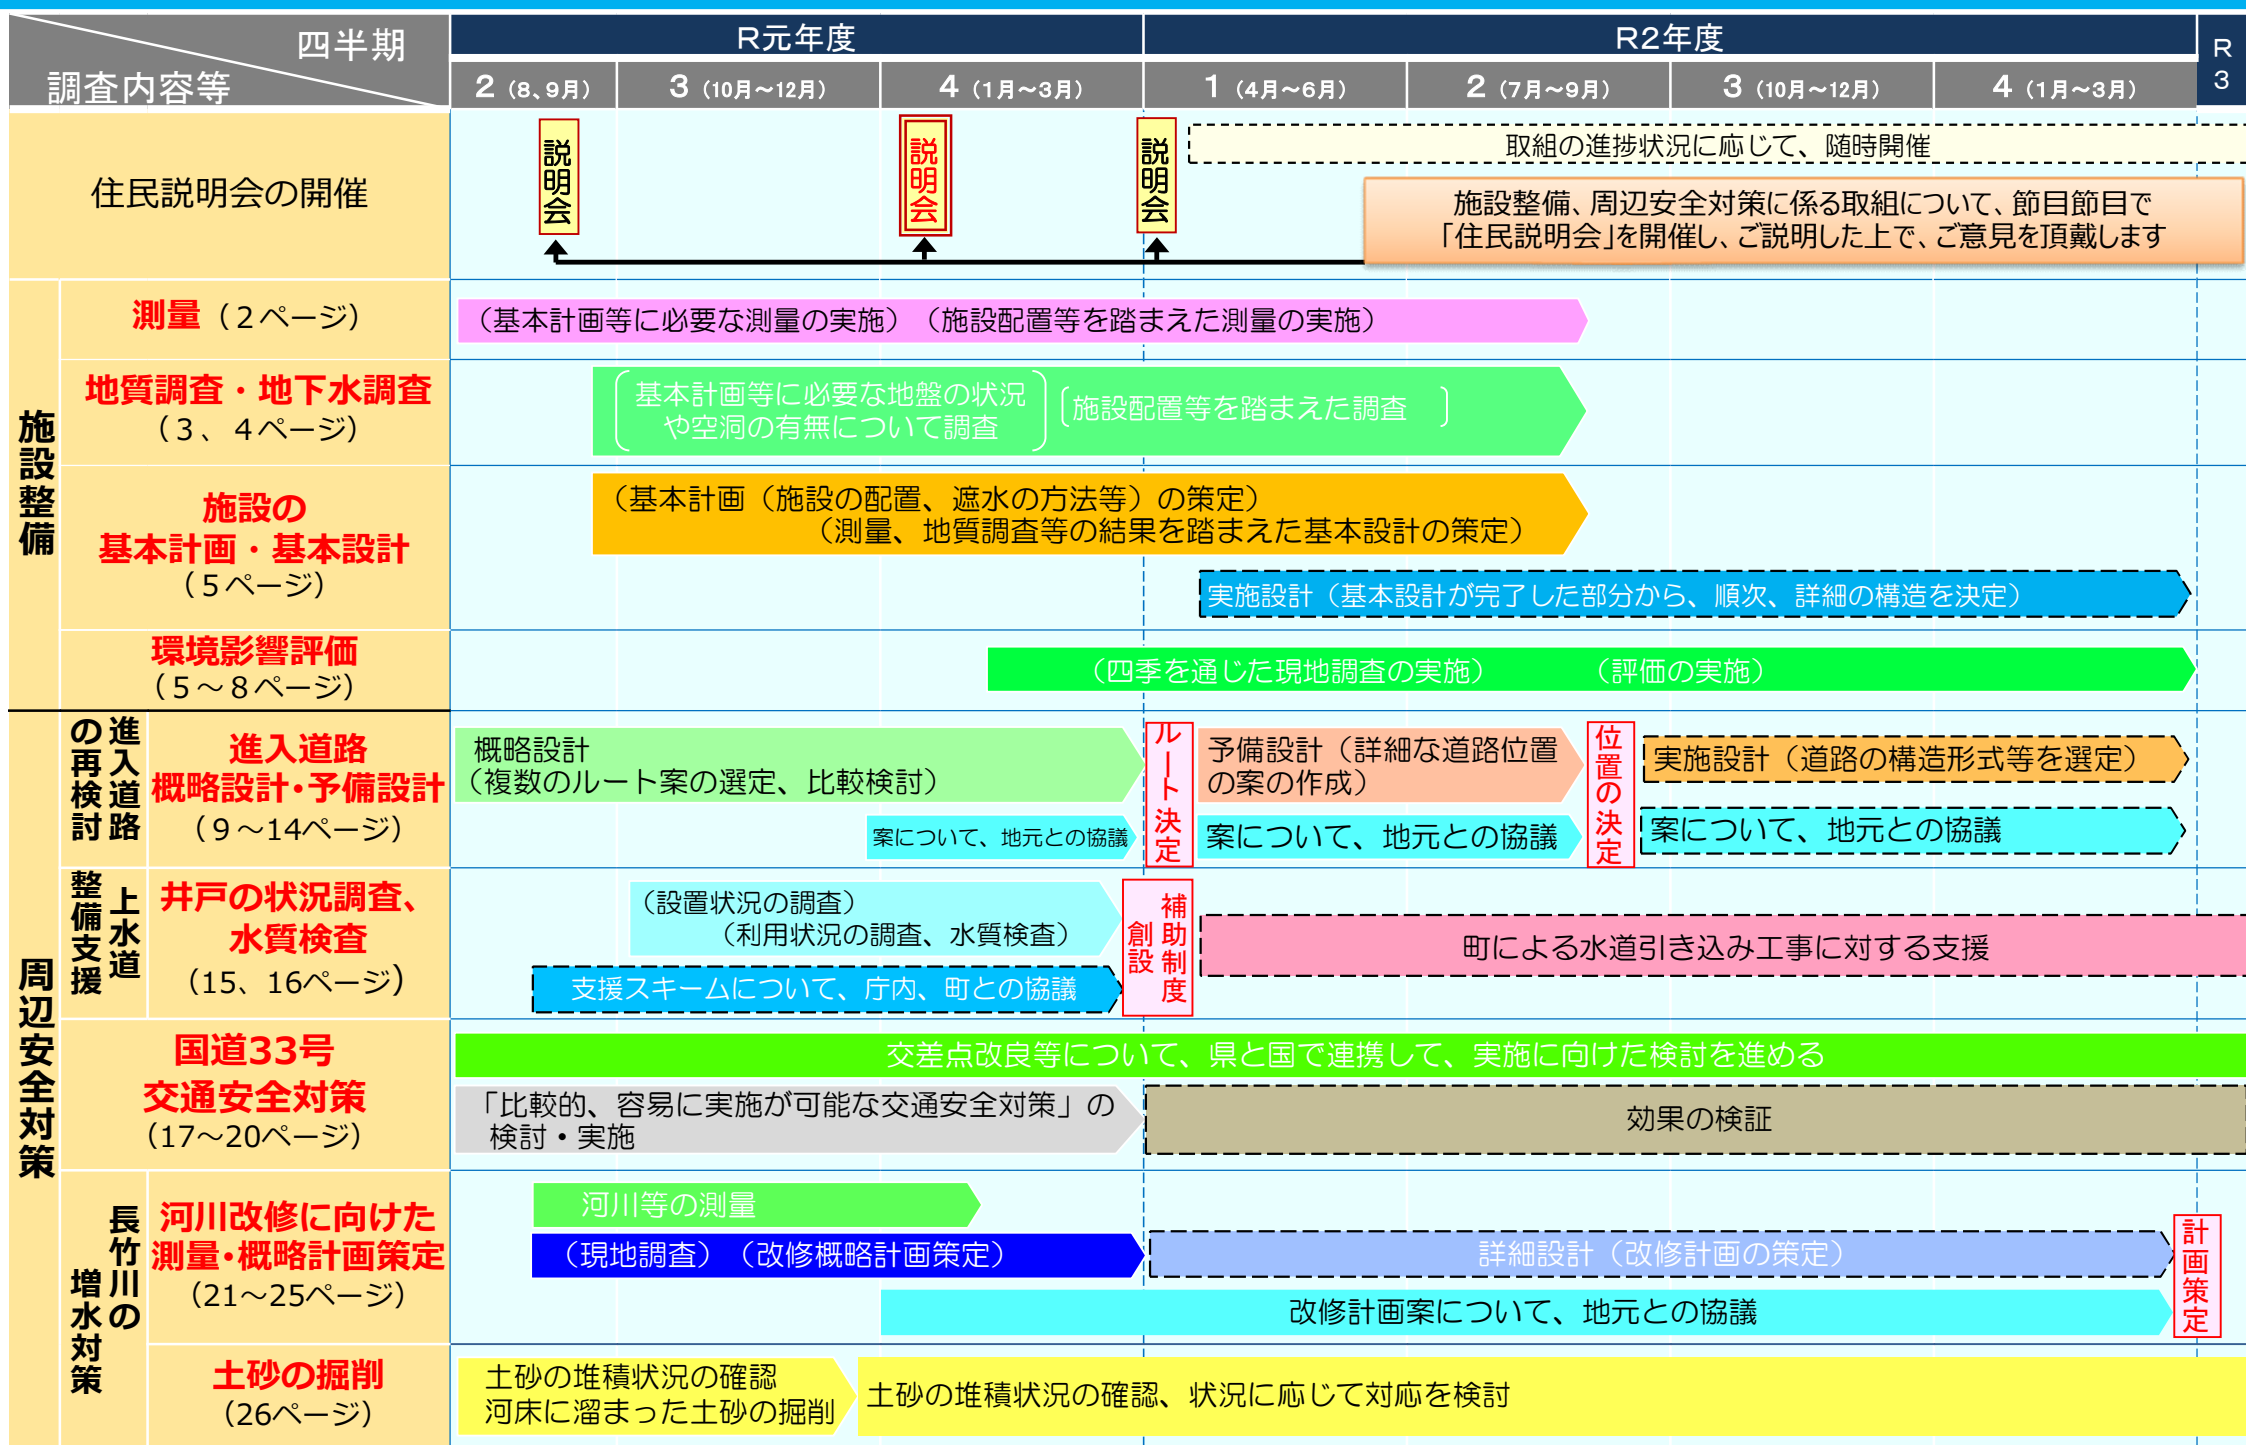 四半期
調査内容等
R元年度
R2年度
R
3
2（8、9月）
3（10月～12月）
4（1月～3月）
1（4月～6月）
2（7月～9月）
3（10月～12月）
4（1月～3月）
住民説明会の開催
説明会
説明会
説明会
取組の進捗状況に応じて、随時開催
施設整備、周辺安全対策に係る取組について、節目節目で
「住民説明会」を開催し、ご説明した上で、ご意見を頂戴します
施設整備
測量（２ページ）
（基本計画等に必要な測量の実施）（施設配置等を踏まえた測量の実施）
地質調査・地下水調査
（３、４ページ）
基本計画等に必要な地盤の状況
や空洞の有無について調査
施設配置等を踏まえた調査
施設の
基本計画・基本設計
（５ページ）
（基本計画（施設の配置、遮水の方法等）の策定）
（測量、地質調査等の結果を踏まえた基本設計の策定）
実施設計（基本設計が完了した部分から、順次、詳細の構造を決定）
環境影響評価
（５～８ページ）
（四季を通じた現地調査の実施）
（評価の実施）
周辺安全対策
進入道路
の再検討
進入道路
概略設計・予備設計
（９～14ページ）
概略設計
（複数のルート案の選定、比較検討）
案について、地元との協議
ルート決定
予備設計（詳細な道路位置
の案の作成）
案について、地元との協議
位置の決定
実施設計（道路の構造形式等を選定）
案について、地元との協議
上水道
整備支援
井戸の状況調査、
水質検査
（15、16ページ）
（設置状況の調査）
（利用状況の調査、水質検査）
支援スキームについて、庁内、町との協議
補助制度
創設
町による水道引き込み工事に対する支援
国道33号
交通安全対策
（17～20ページ）
交差点改良等について、県と国で連携して、実施に向けた検討を進める
「比較的、容易に実施が可能な交通安全対策」の
検討・実施
効果の検証
長竹川の
増水対策
河川改修に向けた
測量・概略計画策定
（21～25ページ）
河川等の測量
（現地調査）（改修概略計画策定）
詳細設計（改修計画の策定）
改修計画案について、地元との協議
計画策定
土砂の掘削
（26ページ）
土砂の堆積状況の確認
河床に溜まった土砂の掘削
土砂の堆積状況の確認、状況に応じて対応を検討